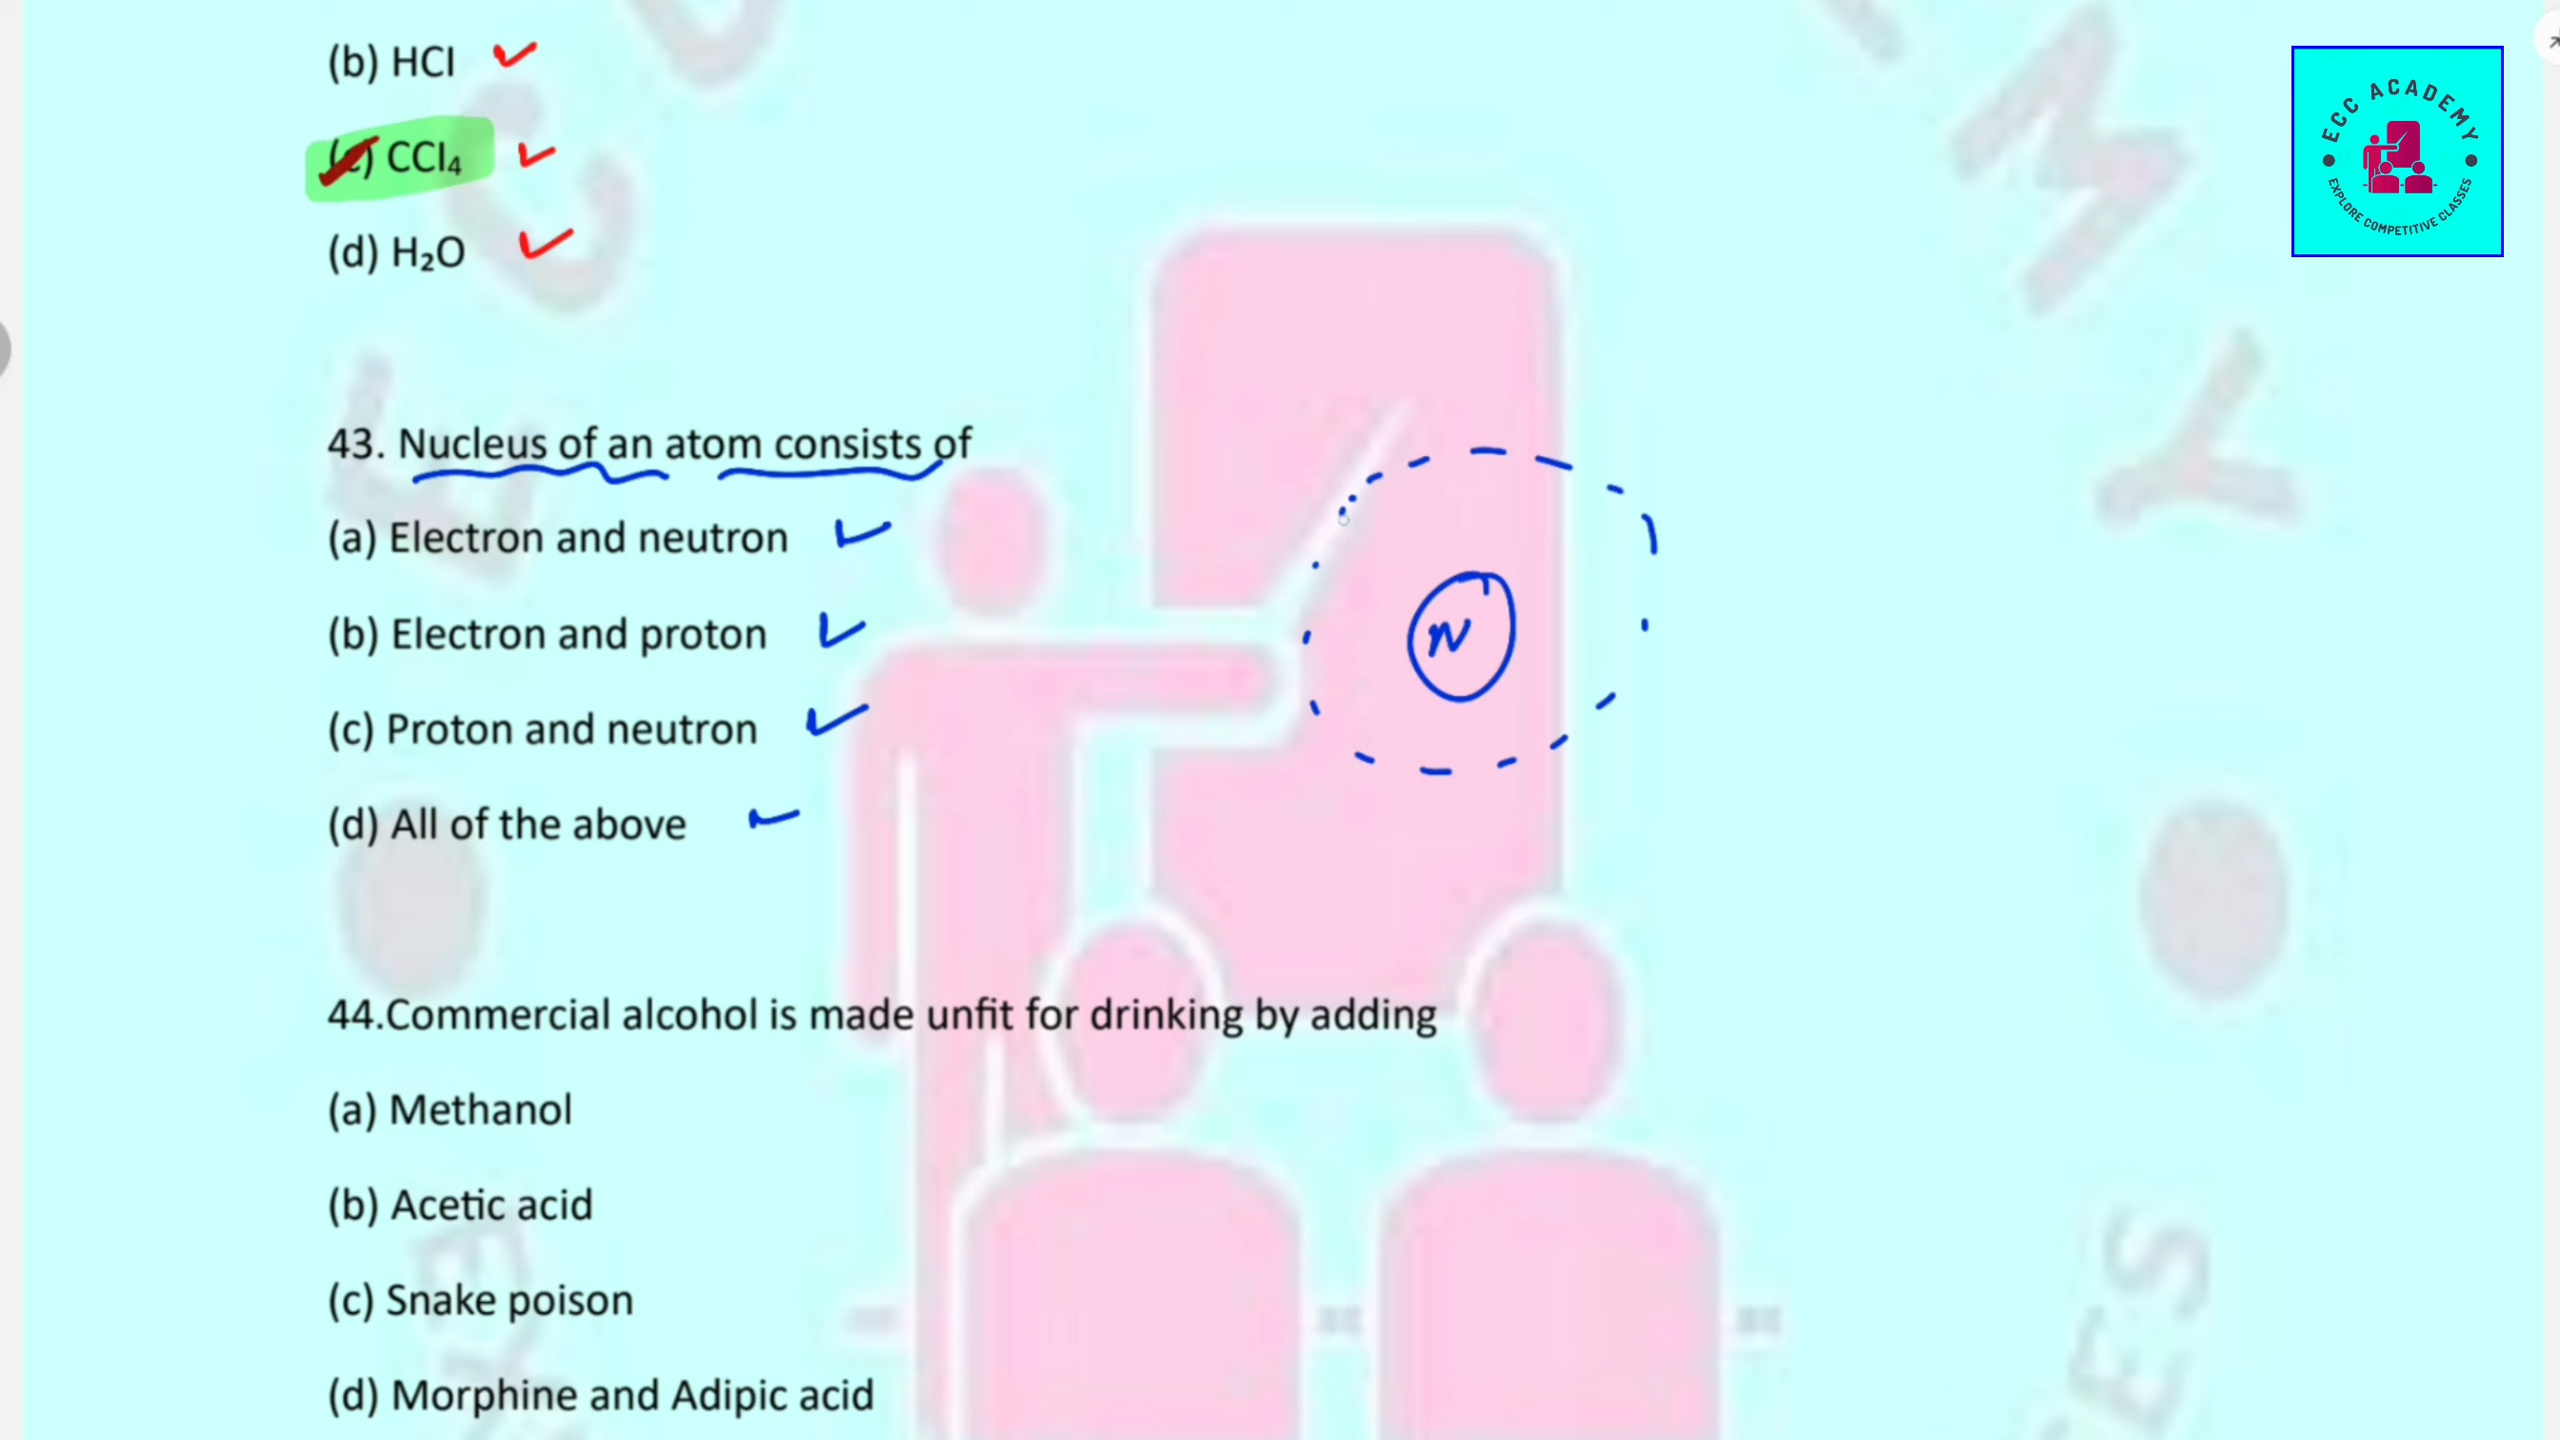 (b) HCl
(c) CCl₄
(d) H₂O
ECC ACADEMY
EXPLORE COMPETITIVE CLASSES
43. Nucleus of an atom consists of
(a) Electron and neutron
(b) Electron and proton
(c) Proton and neutron
(d) All of the above
N
44.Commercial alcohol is made unfit for drinking by adding
(a) Methanol
(b) Acetic acid
(c) Snake poison
(d) Morphine and Adipic acid